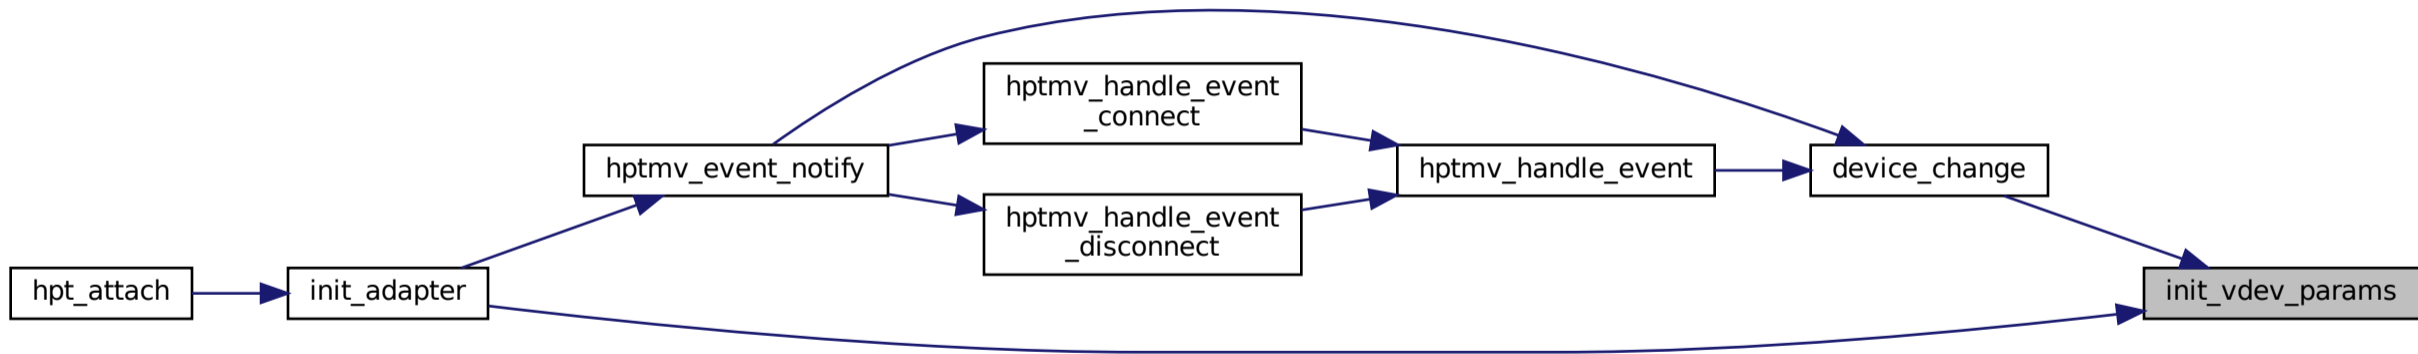 hptmv_handle_event
_connect
hptmv_event_notify
hptmv_handle_event
device_change
hptmv_handle_event
_disconnect
hpt_attach
init_adapter
init_vdev_params